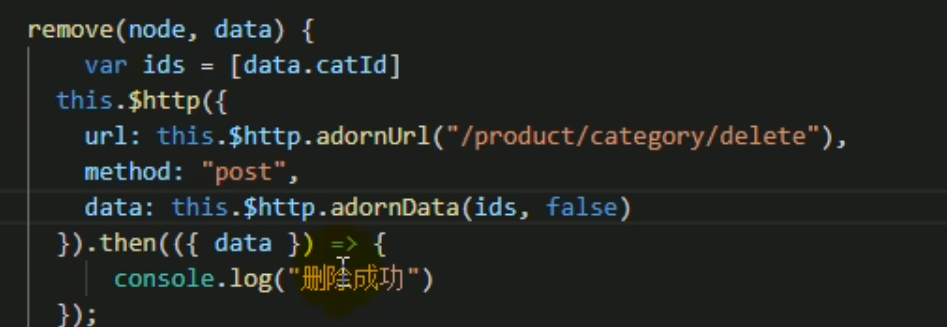 remove(node, data) {
var ids = [data.catId]
this.$http({
url: this.$http.adornUrl("/product/category/delete"),
method: "post",
data: this.$http.adornData(ids, false)
}).then(({ data }) => {
console.log("删除成功")
});